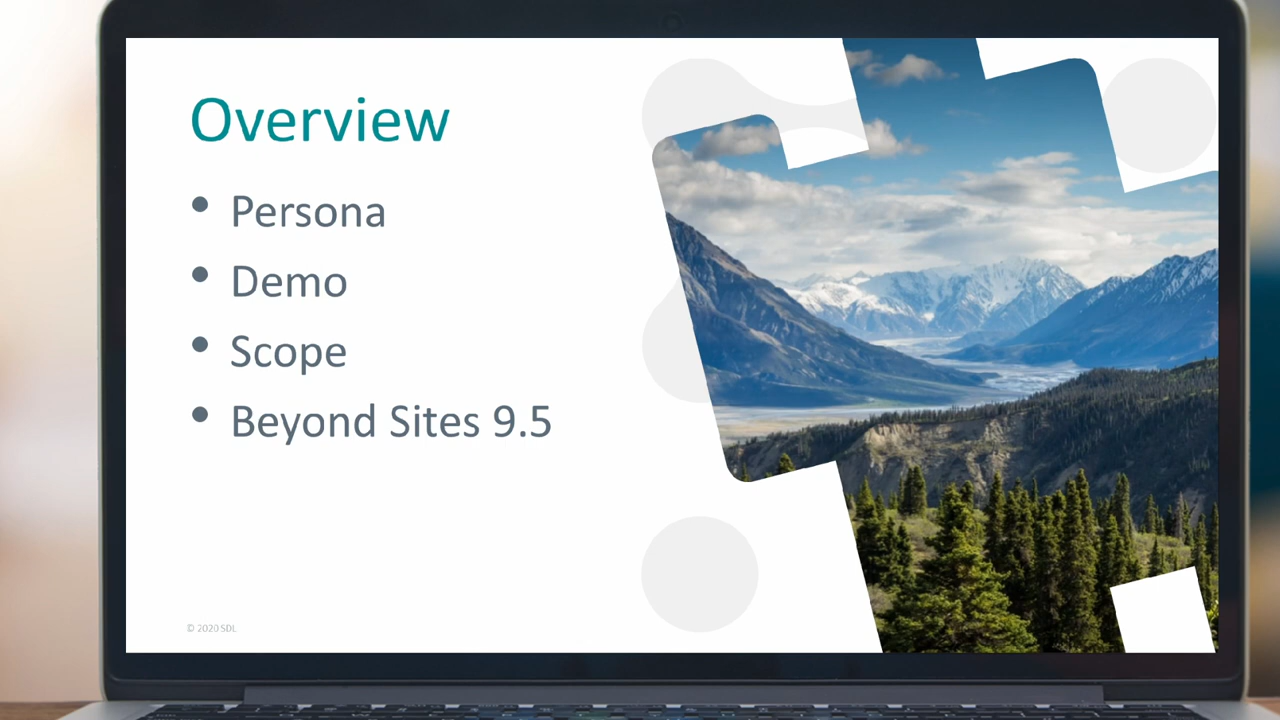 Overview
• Persona
• Demo
• Scope
• Beyond Sites 9.5
© 2020 SDL